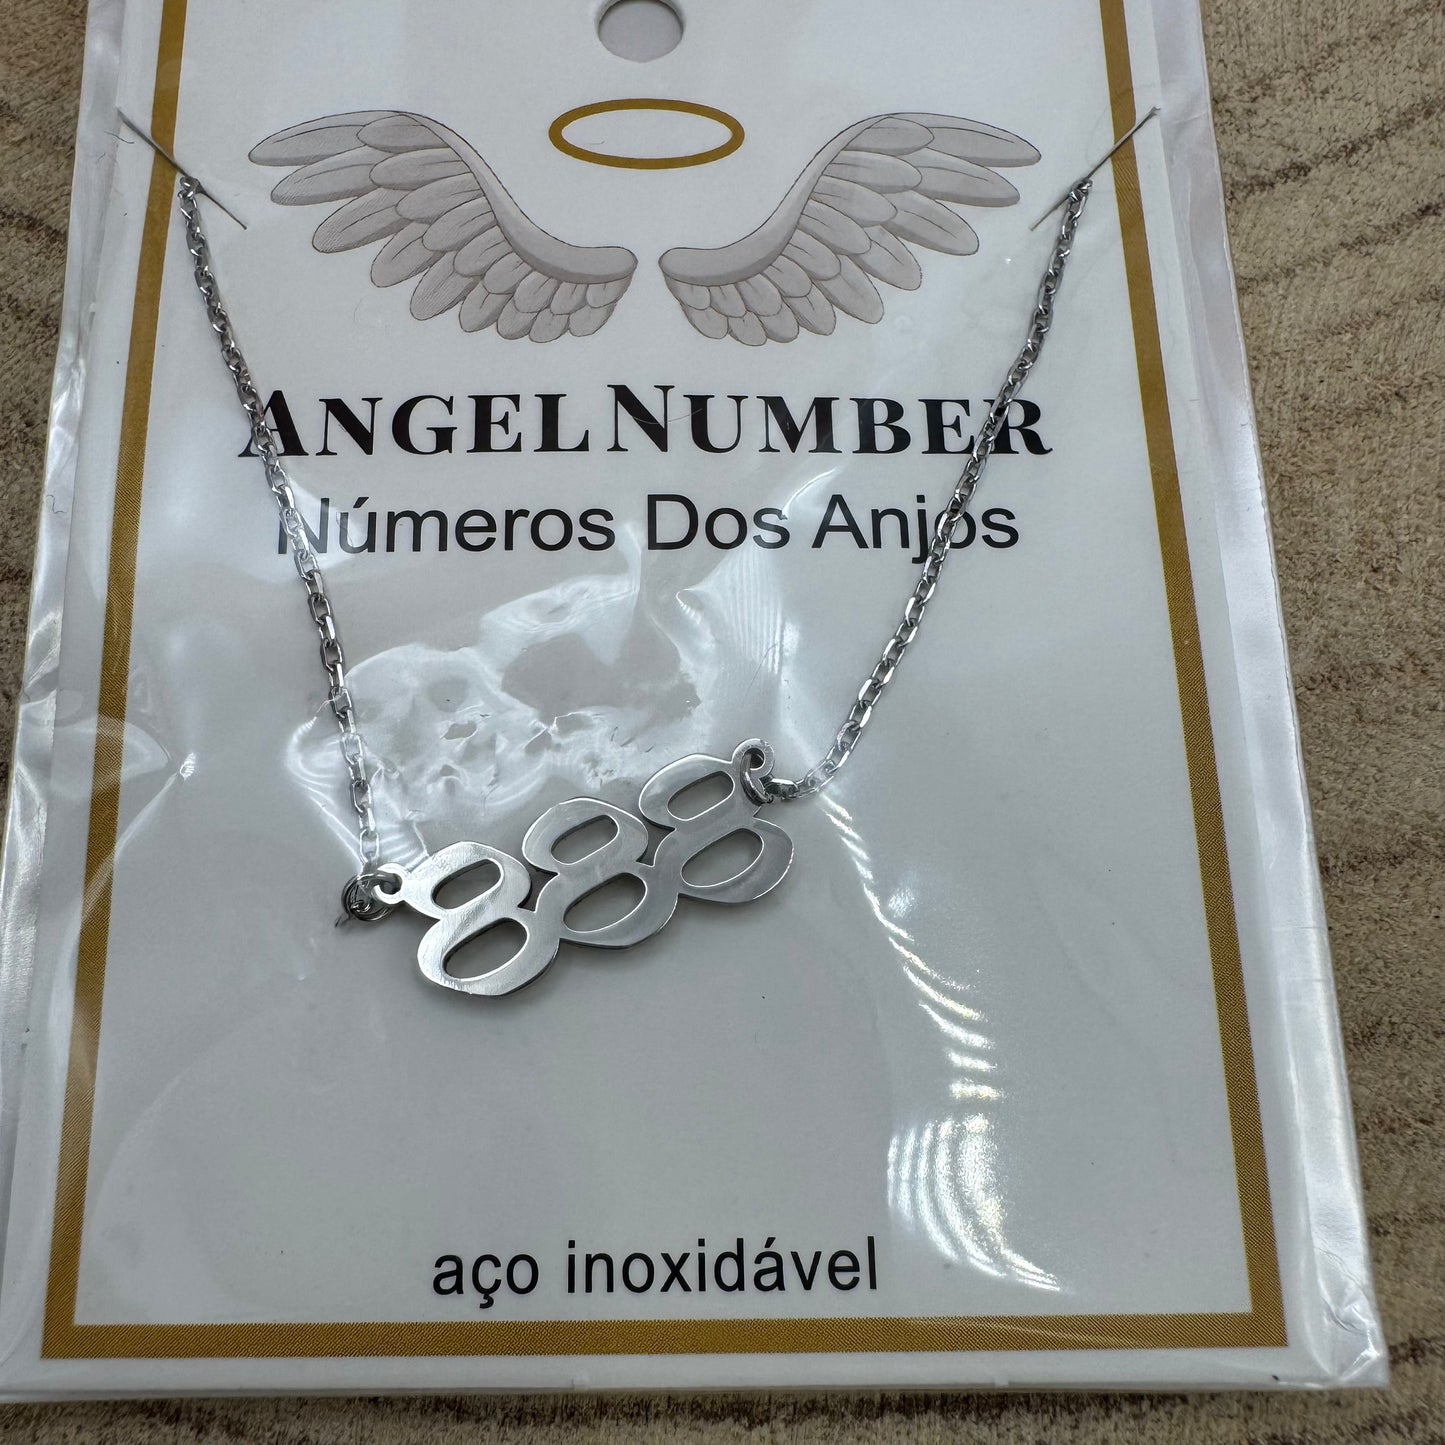 ANGEL NUMBER
Números Dos Anjos
888
aço inoxidável